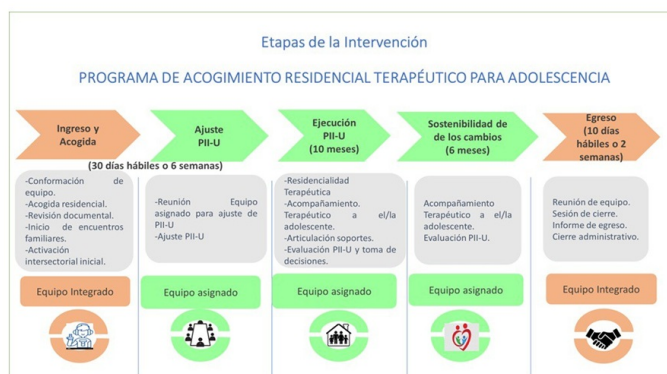 Etapas de la Intervención
PROGRAMA DE ACOGIMIENTO RESIDENCIAL TERAPÉUTICO PARA ADOLESCENCIA
Ingreso y
Acogida
Ajuste
PII-U
(30 días hábiles o 6 semanas)
Ejecución
PII-U
(10 meses)
Sostenibilidad de
de los cambios
(6 meses)
Egreso
(10 días
hábiles o 2
semanas)
-Conformación de
equipo.
-Acogida residencial.
-Revisión documental.
-Inicio de encuentros
familiares.
-Activación
intersectorial inicial.
-Reunión Equipo
asignado para ajuste de
PII-U
-Ajuste PII-U
-Residencialidad
Terapéutica
-Acompañamiento.
Terapéutico a el/la
adolescente.
-Articulación soportes.
-Evaluación PII-U y toma de
decisiones.
Acompañamiento
Terapéutico a el/la
adolescente.
Evaluación PII-U.
Reunión de equipo.
Sesión de cierre.
Informe de egreso.
Cierre administrativo.
Equipo Integrado
Equipo asignado
Equipo asignado
Equipo asignado
Equipo Integrado